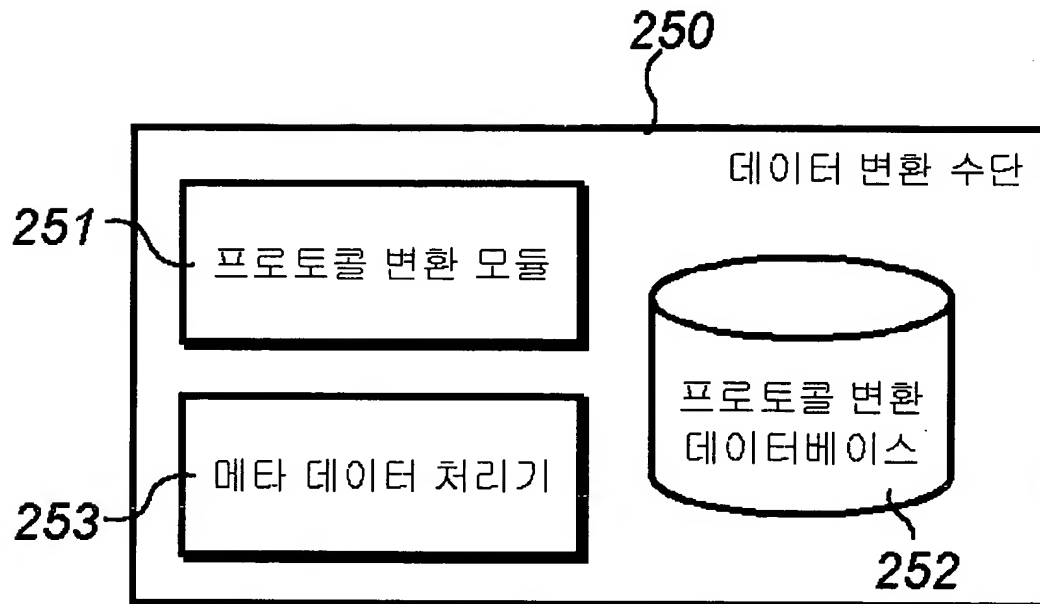 250
데이터 변환 수단
251
프로토콜 변환 모듈
프로토콜 변환
데이터베이스
메타 데이터 처리기
253
252